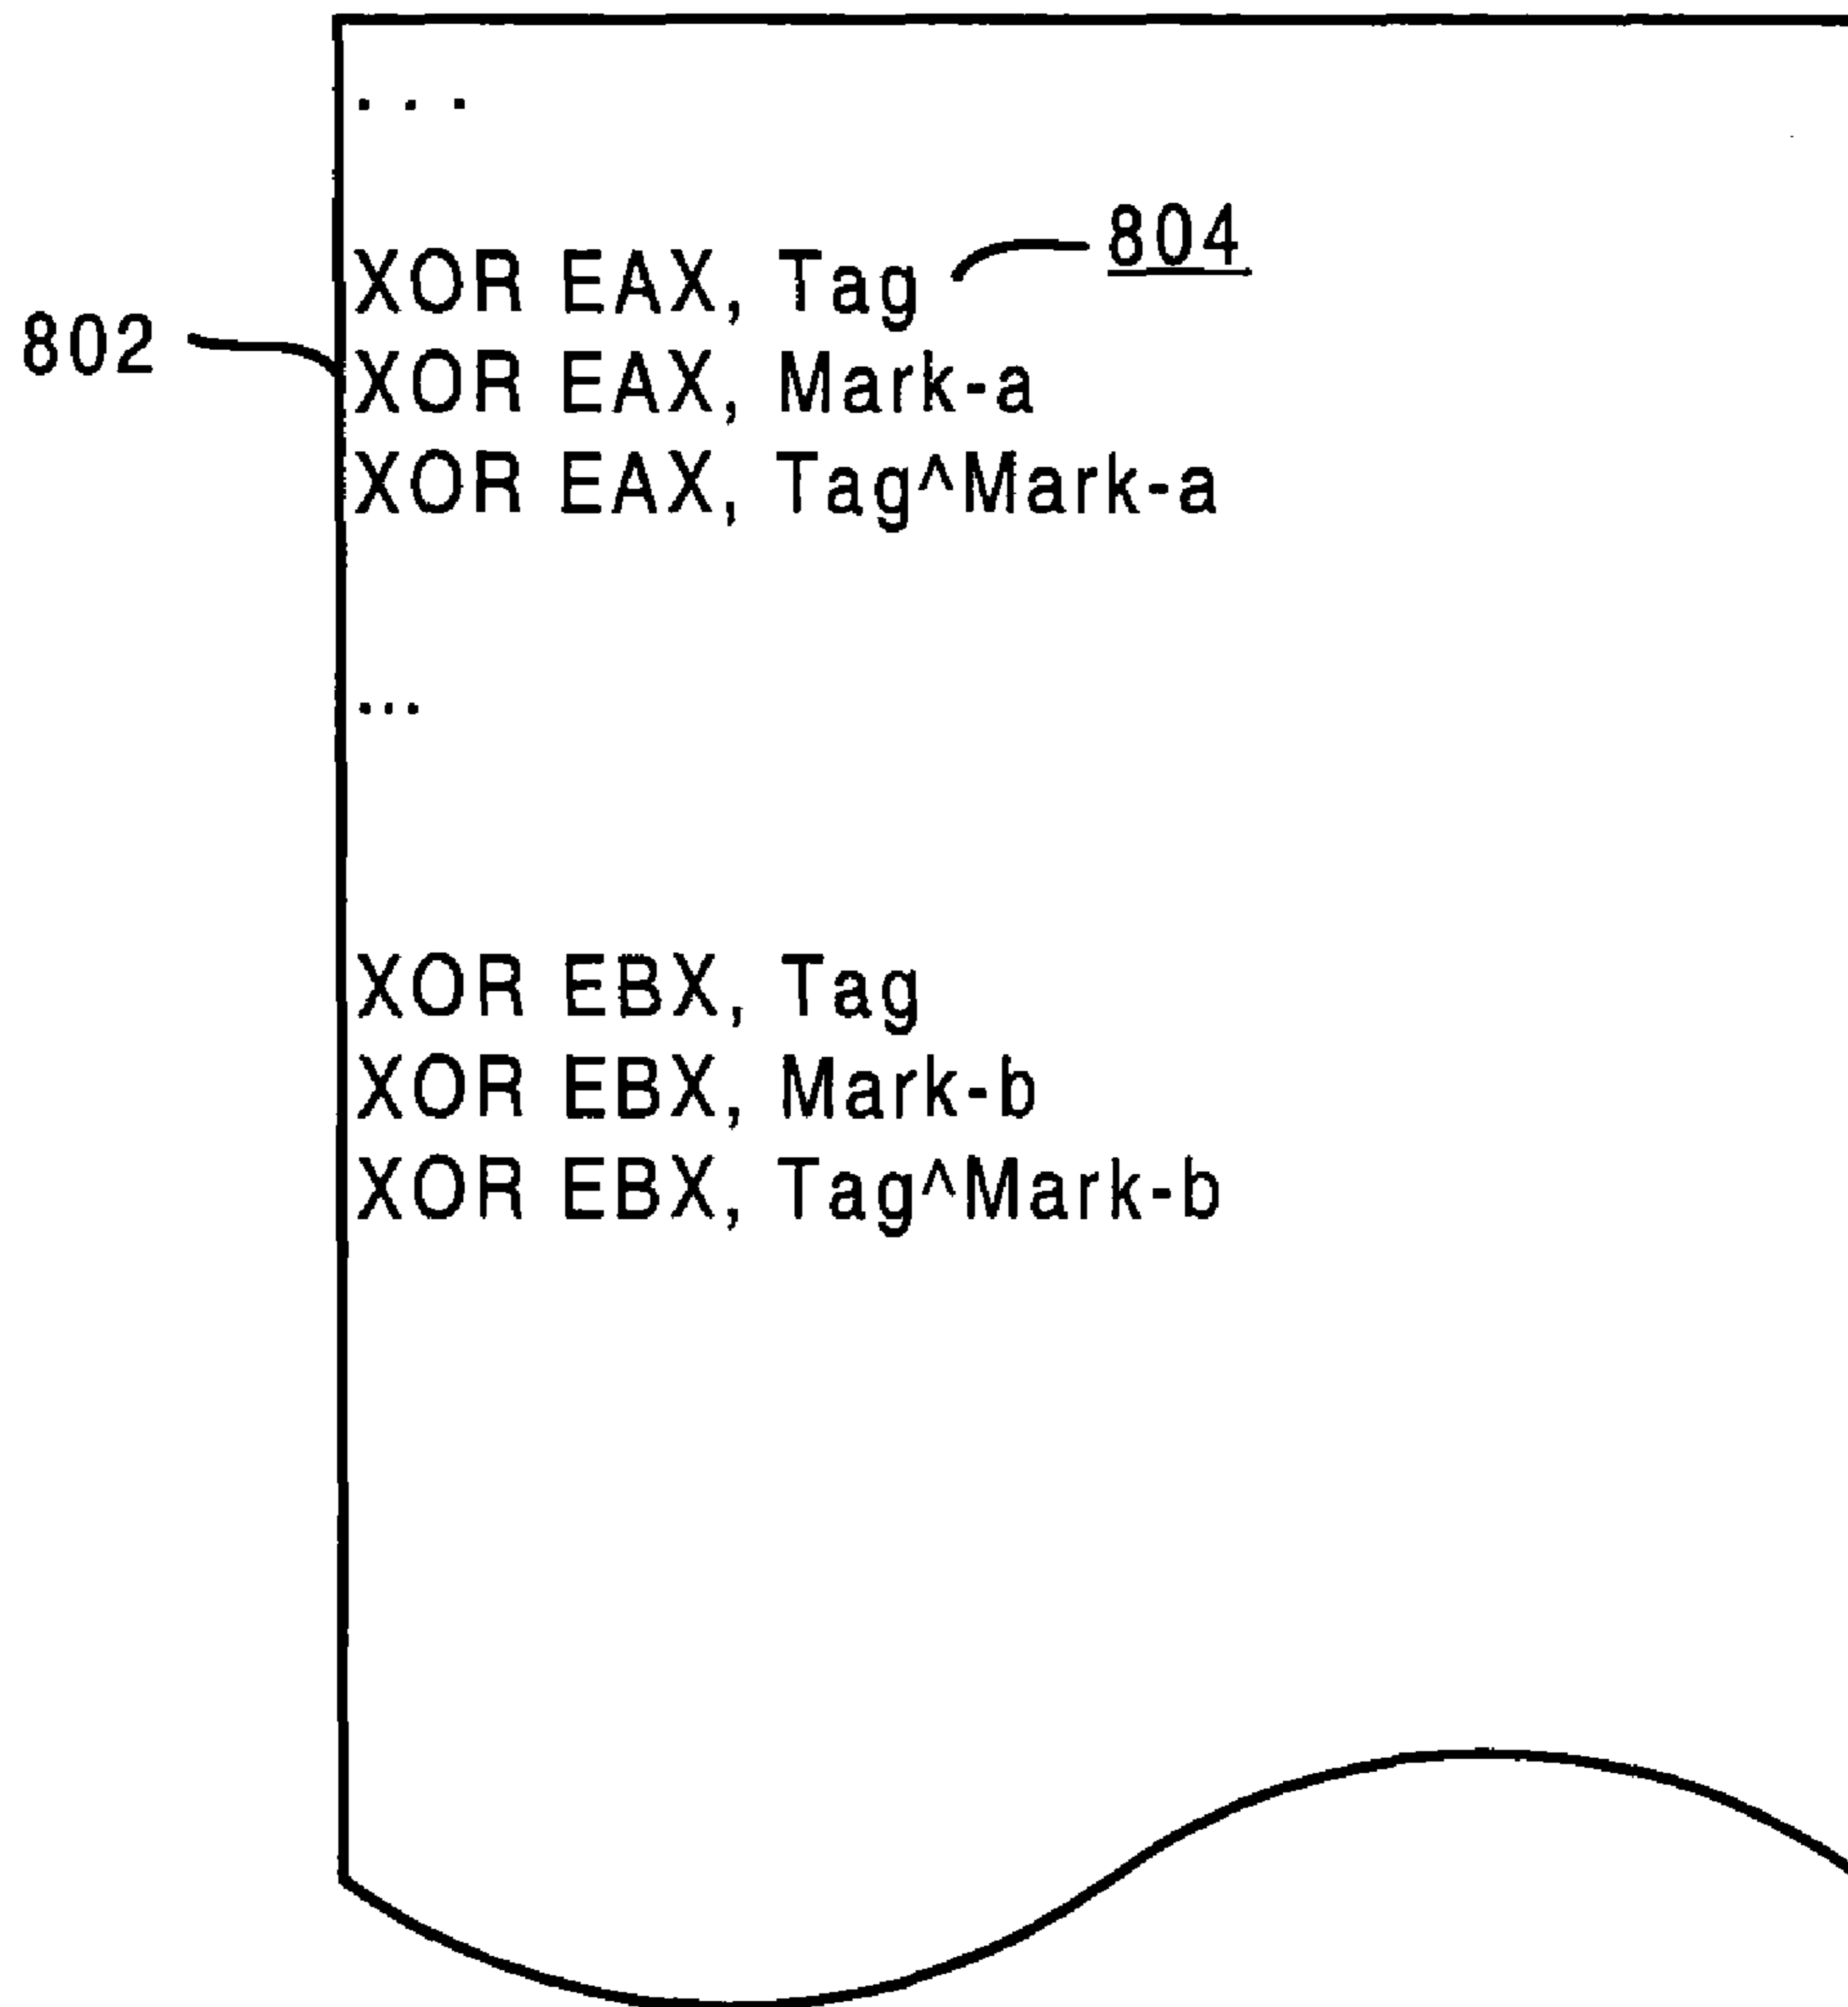 . . .
804
XOR EAX, Tag
802
XOR EAX, Mark-a
XOR EAX, Tag^Mark-a
...
XOR EBX, Tag
XOR EBX, Mark-b
XOR EBX, Tag^Mark-b